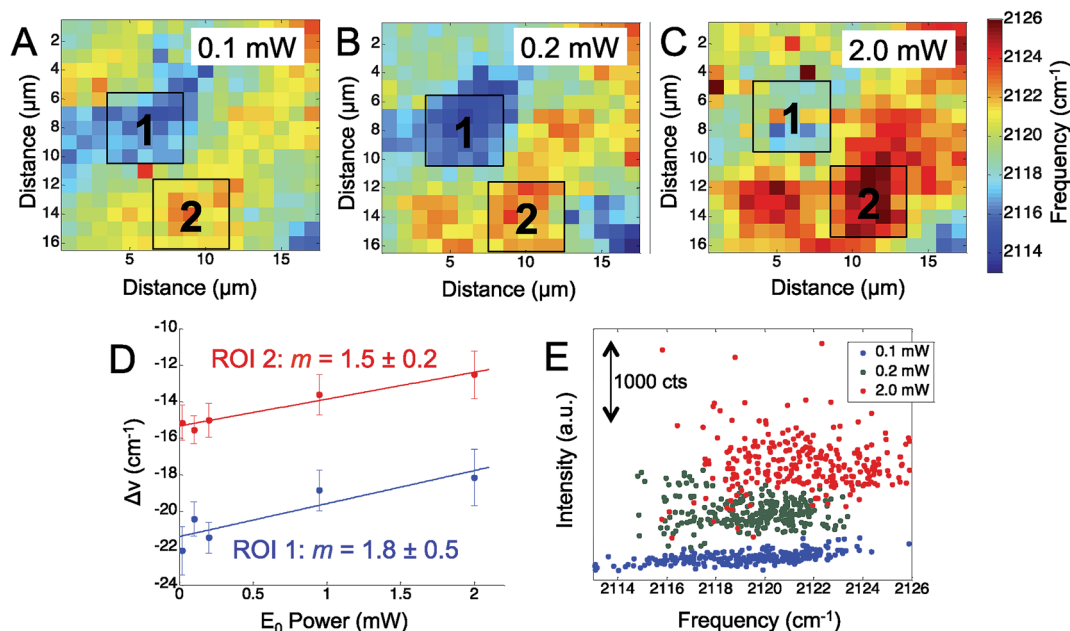 A
0.1 mW
B
0.2 mW
C
2.0 mW
2
4
6
8
10
12
14
16
Distance (µm)
1
2
5
10
15
Distance (µm)
2
4
6
8
10
12
14
16
Distance (µm)
1
2
5
10
15
Distance (µm)
2
4
6
8
10
12
14
16
Distance (µm)
1
2
5
10
15
Distance (µm)
2126
2124
2122
2120
2118
2116
2114
Frequency (cm⁻¹)
D
-10
-12
-14
-16
-18
-20
-22
-24
Δν (cm⁻¹)
ROI 2: m = 1.5 ± 0.2
ROI 1: m = 1.8 ± 0.5
0
0.5
1
1.5
2
E₀ Power (mW)
E
1000 cts
0.1 mW
0.2 mW
2.0 mW
Intensity (a.u.)
2114
2116
2118
2120
2122
2124
2126
Frequency (cm⁻¹)